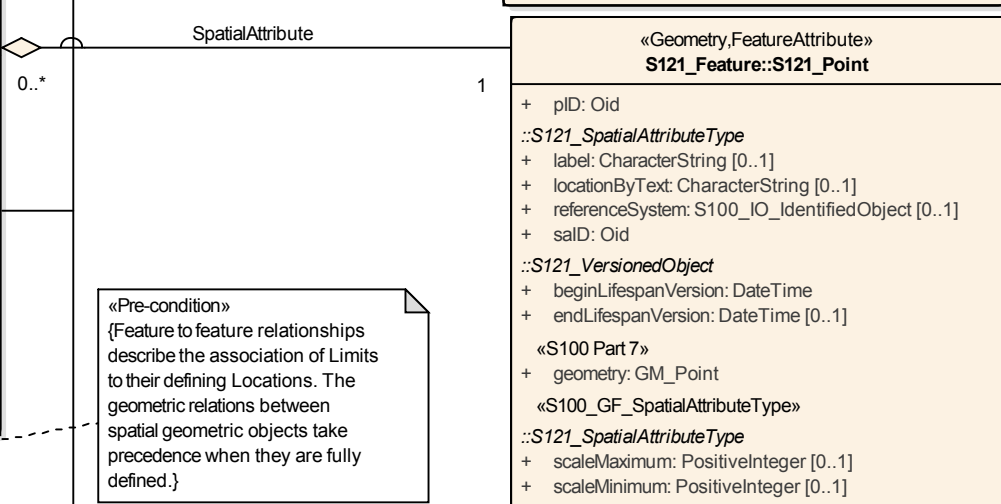 SpatialAttribute
0..*
1
«Geometry,FeatureAttribute»
S121_Feature::S121_Point
+ pID: Oid
::S121_SpatialAttributeType
+ label: CharacterString [0..1]
+ locationByText: CharacterString [0..1]
+ referenceSystem: S100_IO_IdentifiedObject [0..1]
+ saID: Oid
::S121_VersionedObject
+ beginLifespanVersion: DateTime
+ endLifespanVersion: DateTime [0..1]
«S100 Part 7»
+ geometry: GM_Point
«S100_GF_SpatialAttributeType»
::S121_SpatialAttributeType
+ scaleMaximum: PositiveInteger [0..1]
+ scaleMinimum: PositiveInteger [0..1]
«Pre-condition»
{Feature to feature relationships
describe the association of Limits
to their defining Locations. The
geometric relations between
spatial geometric objects take
precedence when they are fully
defined.}